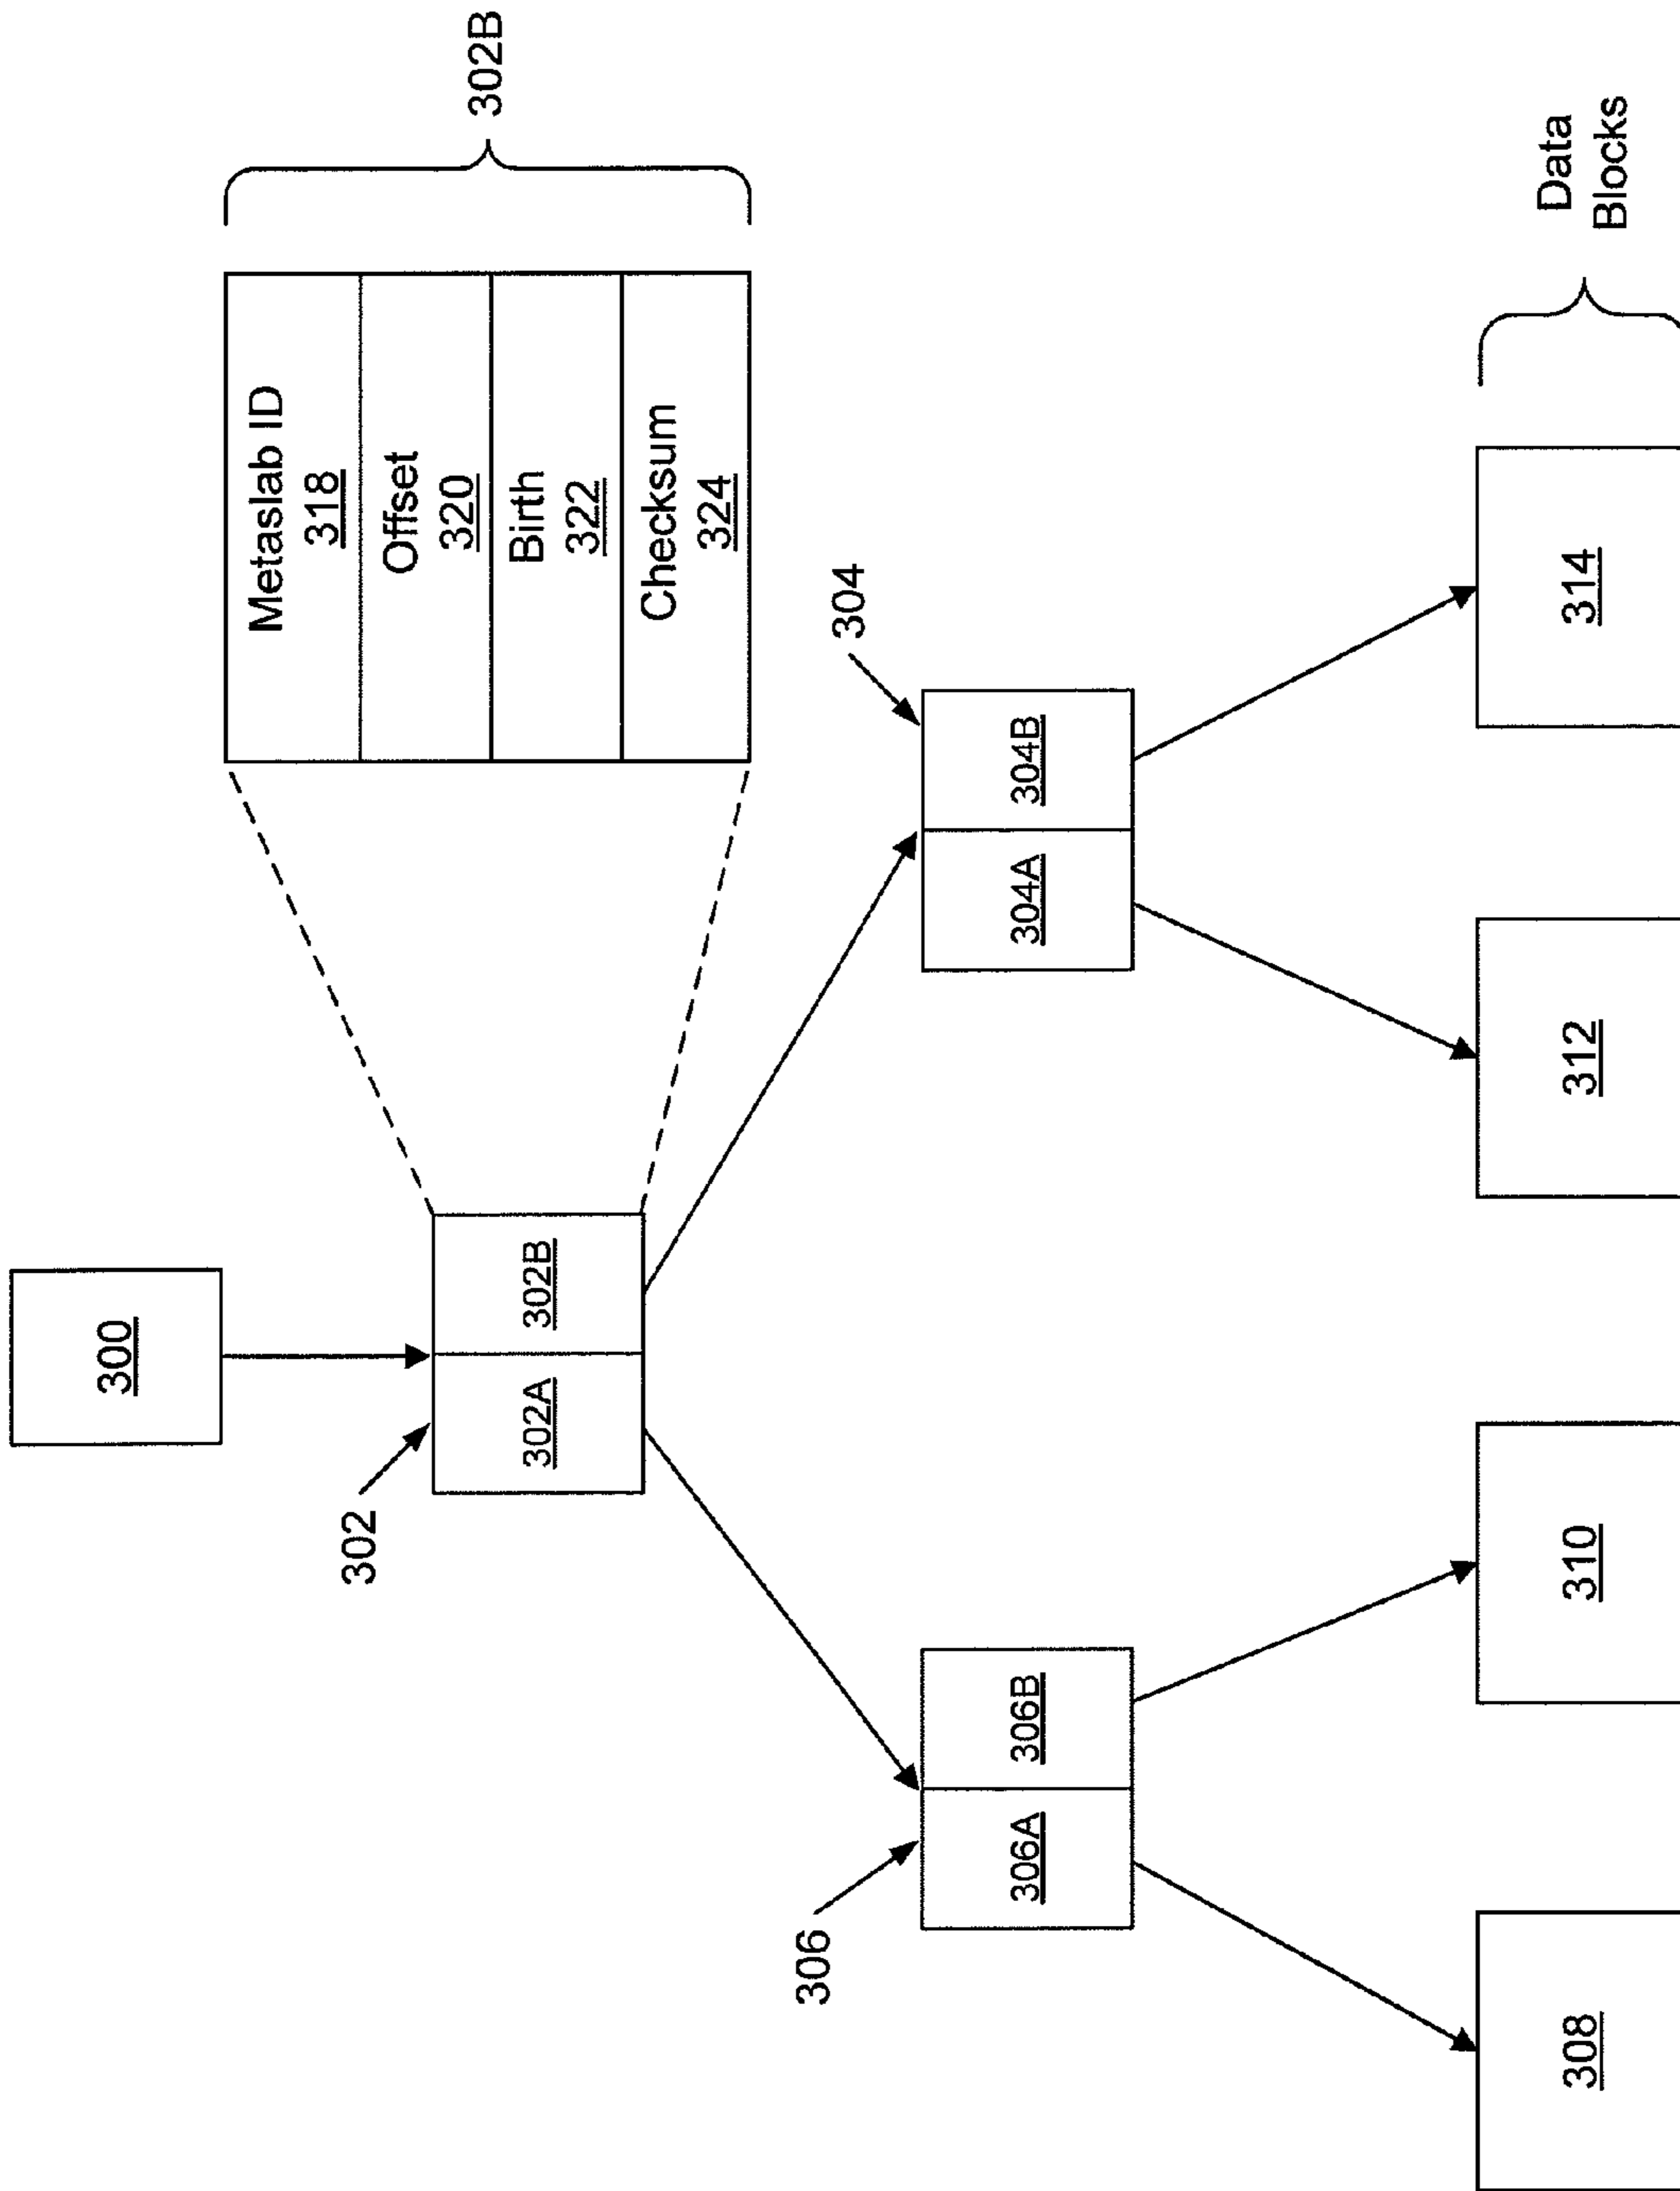 300
302
302A
302B
Metaslab ID
318
Offset
320
Birth
322
Checksum
324
302B
306
306A
306B
304
304A
304B
308
310
312
314
Data
Blocks